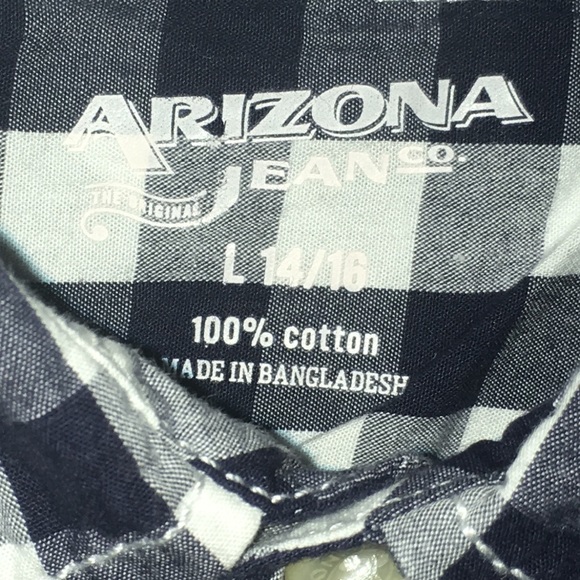 ARIZONA
JEAN CO.
THE ORIGINAL
L 14/16
100% cotton
MADE IN BANGLADESH